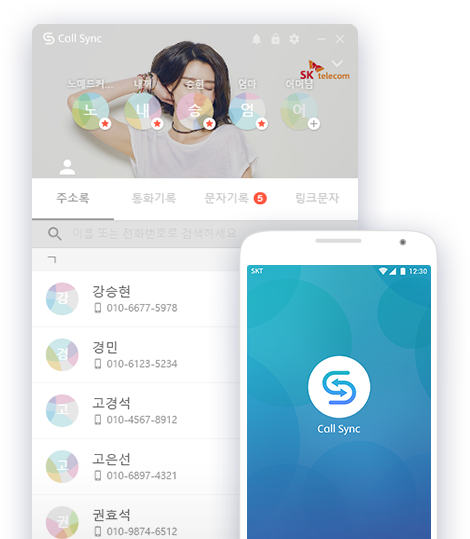 Call Sync
SK telecom
노매드커... 내꺼 승현 엄마 어머님
노 내 승 엄 어
주소록 통화기록 문자기록 5 링크문자
이름 또는 전화번호로 검색하세요
ㄱ
강 강승현
010-6677-5978
경 경민
010-6123-5234
고 고경석
010-4567-8912
고 고은선
010-6897-4321
권 권효석
010-9874-6512
SKT 12:30
Call Sync